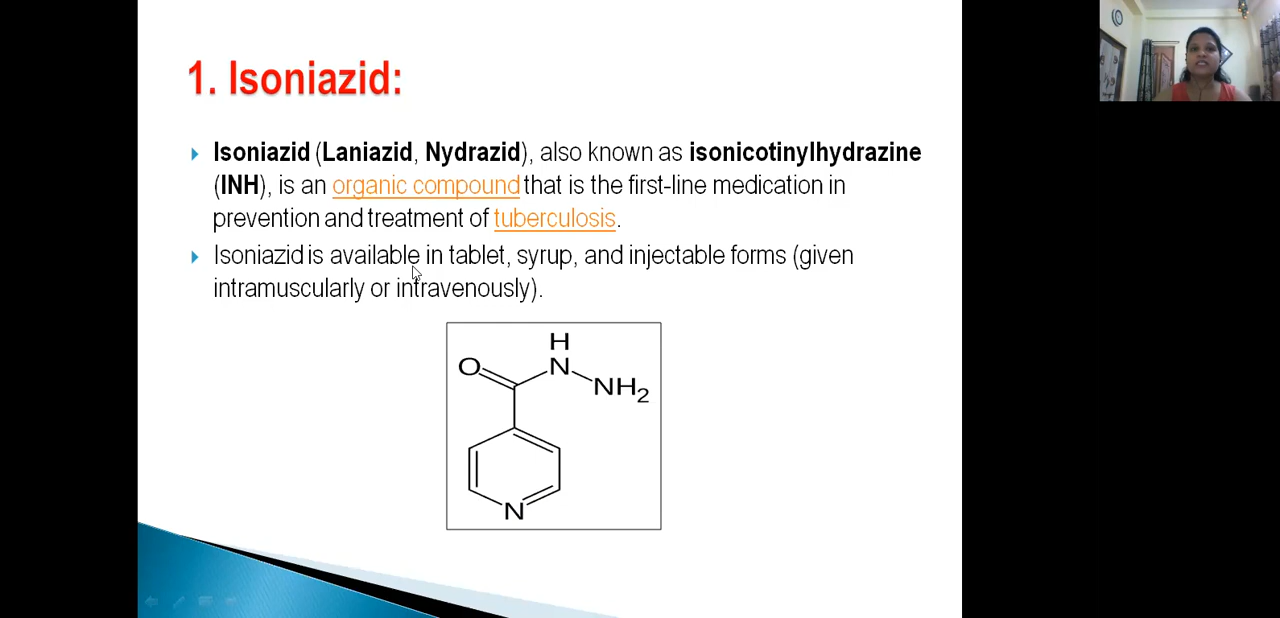 1. Isoniazid:
Isoniazid (Laniazid, Nydrazid), also known as isonicotinylhydrazine
(INH), is an organic compound that is the first-line medication in
prevention and treatment of tuberculosis.
Isoniazid is available in tablet, syrup, and injectable forms (given
intramuscularly or intravenously).
H
O N
NH2
N